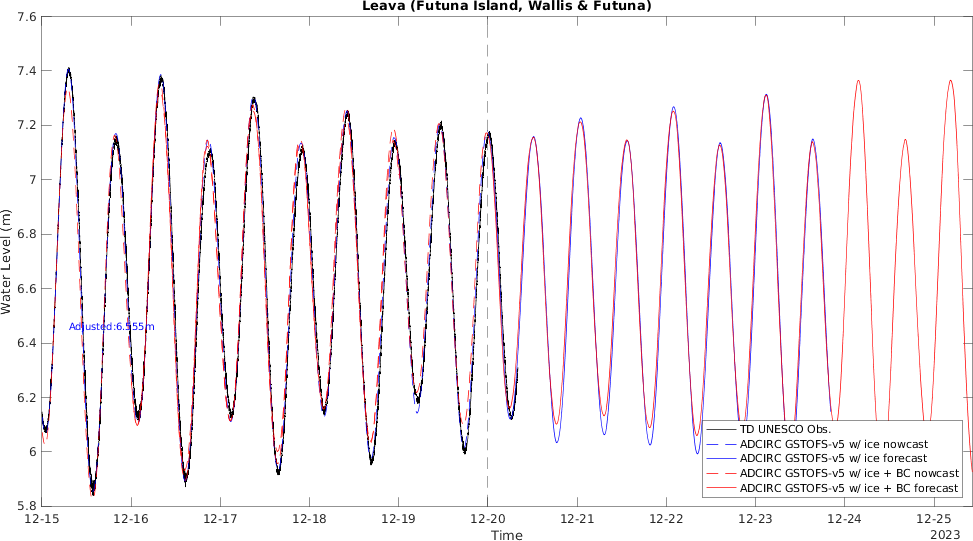 Leava (Futuna Island, Wallis & Futuna)
7.6
7.4
7.2
7
6.8
6.6
6.4
6.2
6
5.8
Water Level (m)
Adjusted:6.555m
TD UNESCO Obs.
ADCIRC GSTOFS-v5 w/ ice nowcast
ADCIRC GSTOFS-v5 w/ ice forecast
ADCIRC GSTOFS-v5 w/ ice + BC nowcast
ADCIRC GSTOFS-v5 w/ ice + BC forecast
12-15 12-16 12-17 12-18 12-19 12-20 12-21 12-22 12-23 12-24 12-25
2023
Time